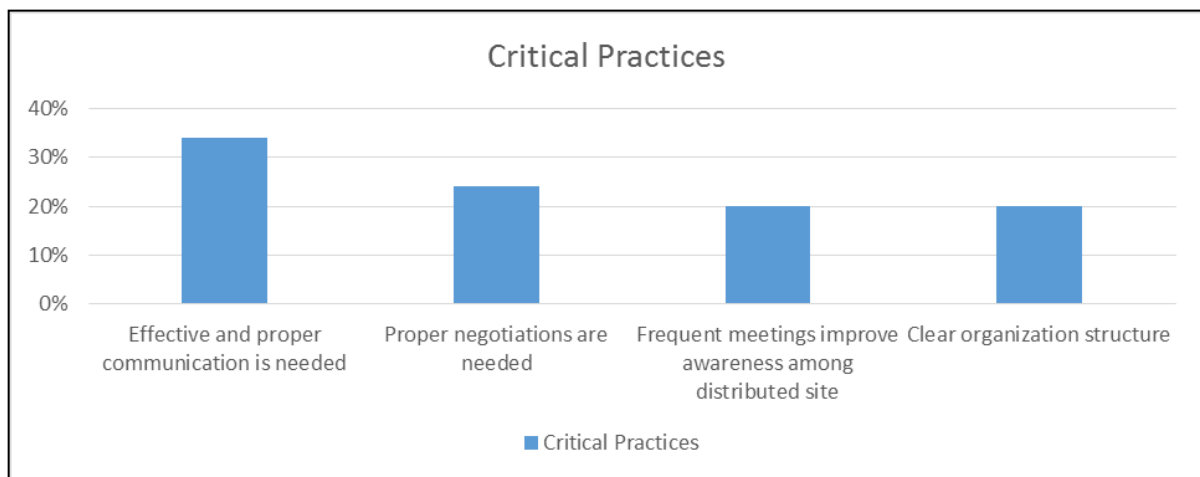 Critical Practices
40%
30%
20%
10%
0%
Effective and proper
communication is needed
Proper negotiations are
needed
Frequent meetings improve
awareness among
distributed site
Clear organization structure
Critical Practices